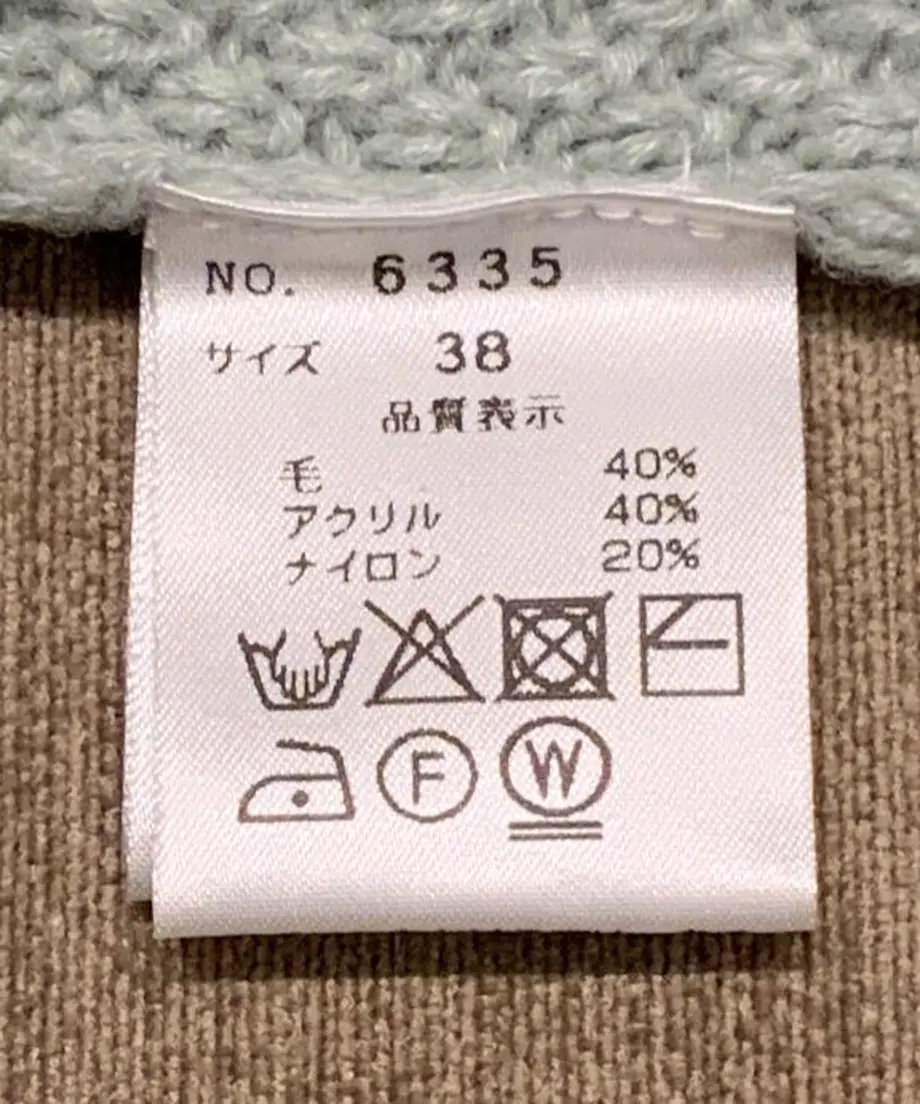 NO. 6335
サイズ 38
品質表示
毛 40%
アクリル 40%
ナイロン 20%
F W